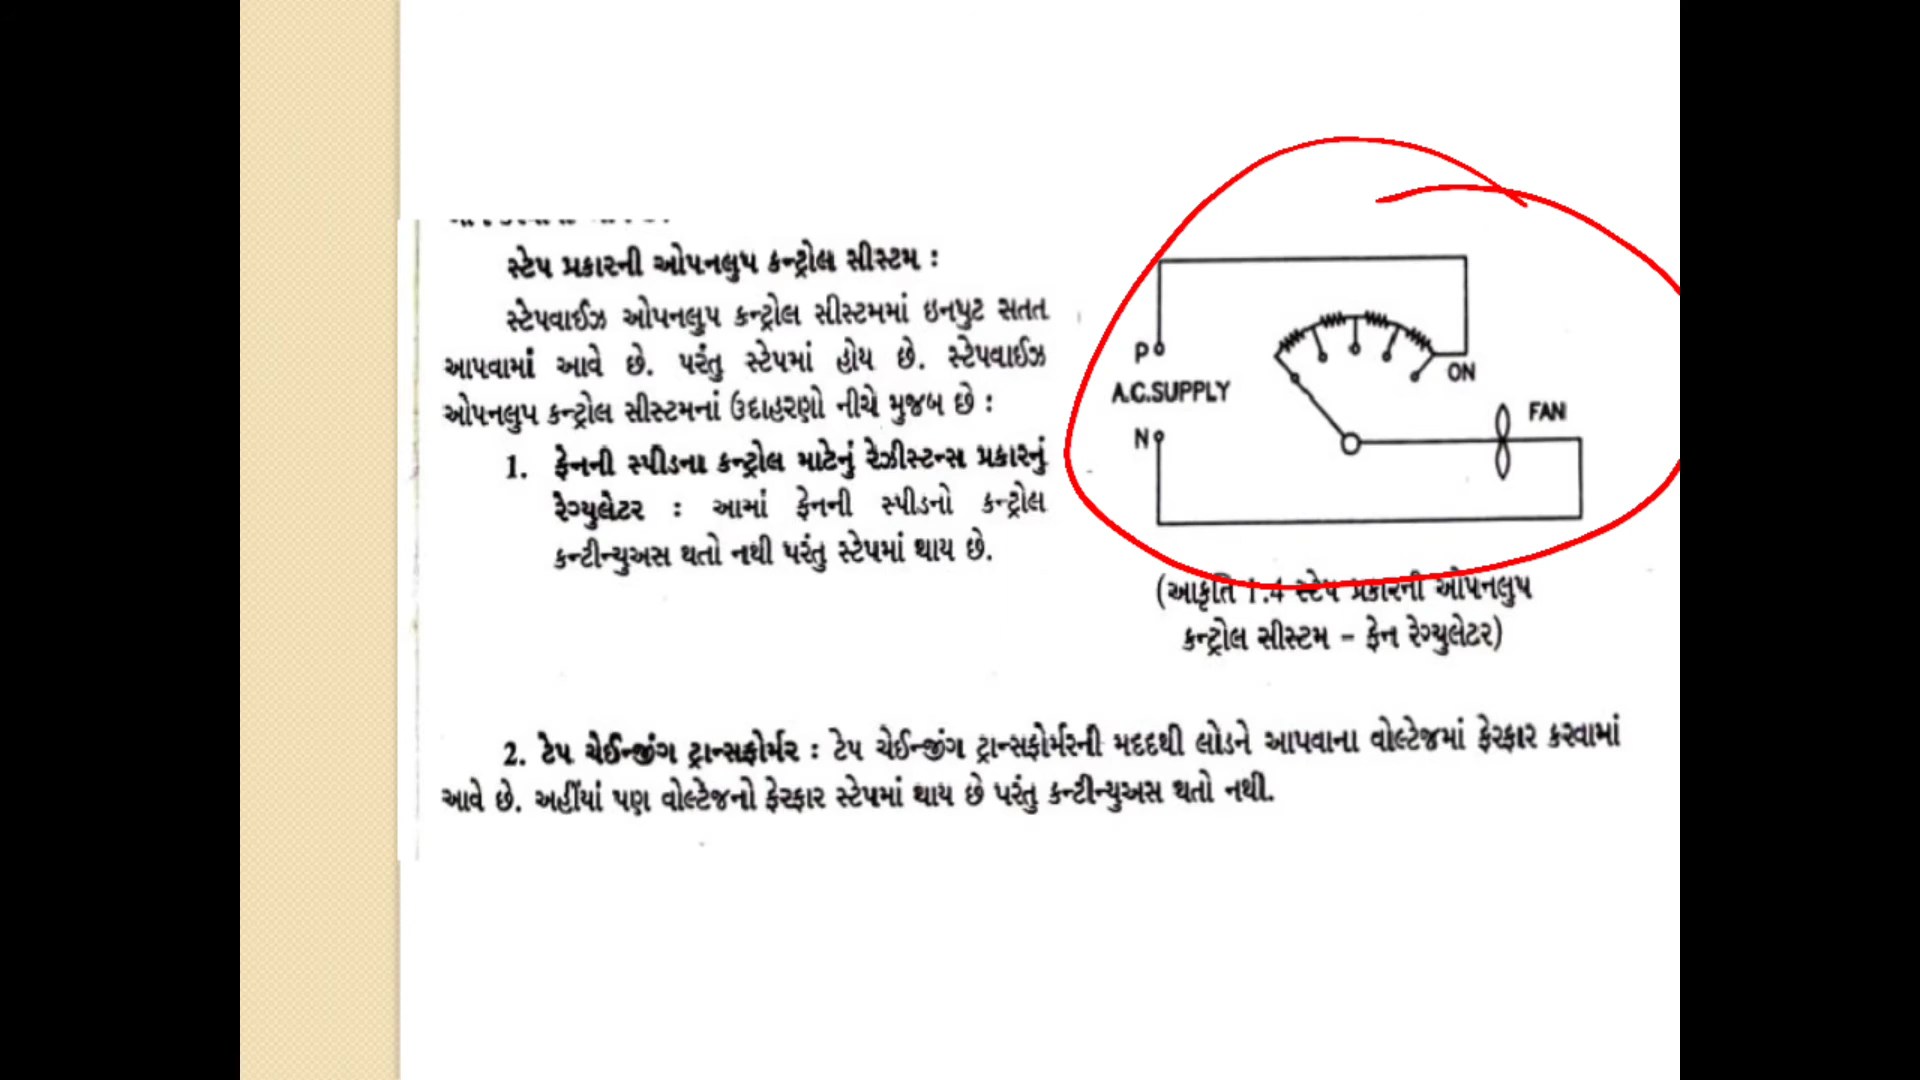 સ્ટેપ પ્રકારની ઓપનલુપ કન્ટ્રોલ સીસ્ટમ :
સ્ટેપવાઈઝ ઓપનલુપ કન્ટ્રોલ સીસ્ટમમાં ઇનપુટ સતત
આપવામાં આવે છે. પરંતુ સ્ટેપમાં હોય છે. સ્ટેપવાઈઝ
ઓપનલુપ કન્ટ્રોલ સીસ્ટમનાં ઉદાહરણો નીચે મુજબ છે :
1. ફેનની સ્પીડના કન્ટ્રોલ માટેનું રેઝીસ્ટન્સ પ્રકારનું
રેગ્યુલેટર : આમાં ફેનની સ્પીડનો કન્ટ્રોલ
કન્ટીન્યુઅસ થતો નથી પરંતુ સ્ટેપમાં થાય છે.
P
A.C.SUPPLY
N
ON
FAN
(આકૃતિ 1.4 સ્ટેપ પ્રકારની ઓપનલુપ
કન્ટ્રોલ સીસ્ટમ – ફેન રેગ્યુલેટર)
2. ટેપ ચેઈન્જીંગ ટ્રાન્સફોર્મર : ટેપ ચેઈન્જીંગ ટ્રાન્સફોર્મરની મદદથી લોડને આપવાના વોલ્ટેજમાં ફેરફાર કરવામાં
આવે છે. અહીંયાં પણ વોલ્ટેજનો ફેરફાર સ્ટેપમાં થાય છે પરંતુ કન્ટીન્યુઅસ થતો નથી.